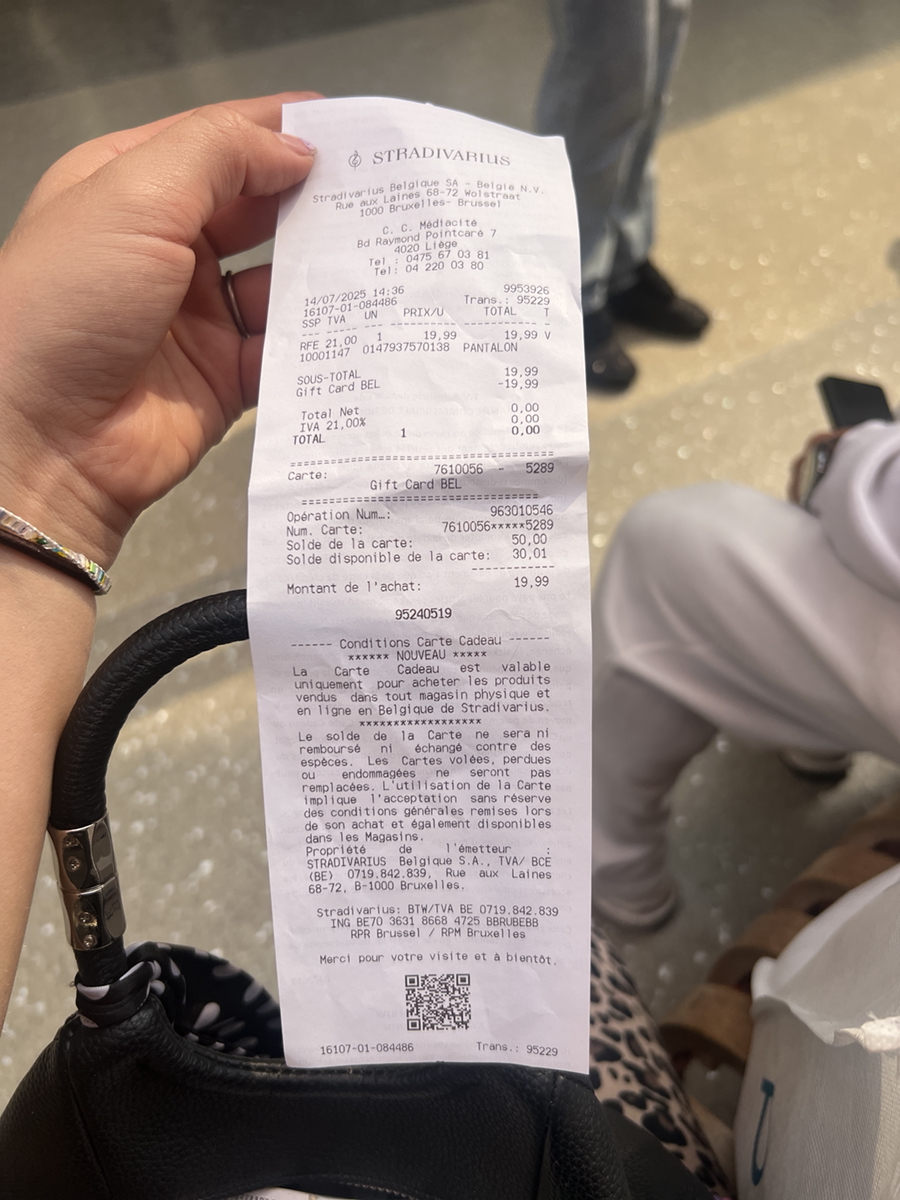 STRADIVARIUS
Stradivarius Belgique SA - Belgie N.V.
Rue aux Laines 68-72 Wolstraat
1000 Bruxelles- Brussel
C. C. Médiacité
Bd Raymond Pointcaré 7
4020 Liège
Tel : 0475 67 03 81
Tel: 04 220 03 80
14/07/2025 14:36 9953926
16107-01-084486 Trans.: 95229
SSP TVA UN PRIX/U TOTAL T
RFE 21,00 1 19,99 19,99 V
10001147 0147937570138 PANTALON
SOUS-TOTAL 19,99
Gift Card BEL -19,99
Total Net 0,00
IVA 21,00% 0,00
TOTAL 1 0,00
Carte: 7610056 - 5289
Gift Card BEL
Opération Num…: 963010546
Num. Carte: 7610056*****5289
Solde de la carte: 50,00
Solde disponible de la carte: 30,01
Montant de l'achat: 19,99
95240519
------ Conditions Carte Cadeau ------
****** NOUVEAU *****
La Carte Cadeau est valable
uniquement pour acheter les produits
vendus dans tout magasin physique et
en ligne en Belgique de Stradivarius.
******************
Le solde de la Carte ne sera ni
remboursé ni échangé contre des
espèces. Les Cartes volées, perdues
ou endommagées ne seront pas
remplacées. L'utilisation de la Carte
implique l'acceptation sans réserve
des conditions générales remises lors
de son achat et également disponibles
dans les Magasins.
Propriété de l'émetteur :
STRADIVARIUS Belgique S.A., TVA/ BCE
(BE) 0719.842.839, Rue aux Laines
68-72, B-1000 Bruxelles.
Stradivarius: BTW/TVA BE 0719.842.839
ING BE70 3631 8668 4725 BBRUBEBB
RPR Brussel / RPM Bruxelles
Merci pour votre visite et à bientôt.
16107-01-084486 Trans.: 95229